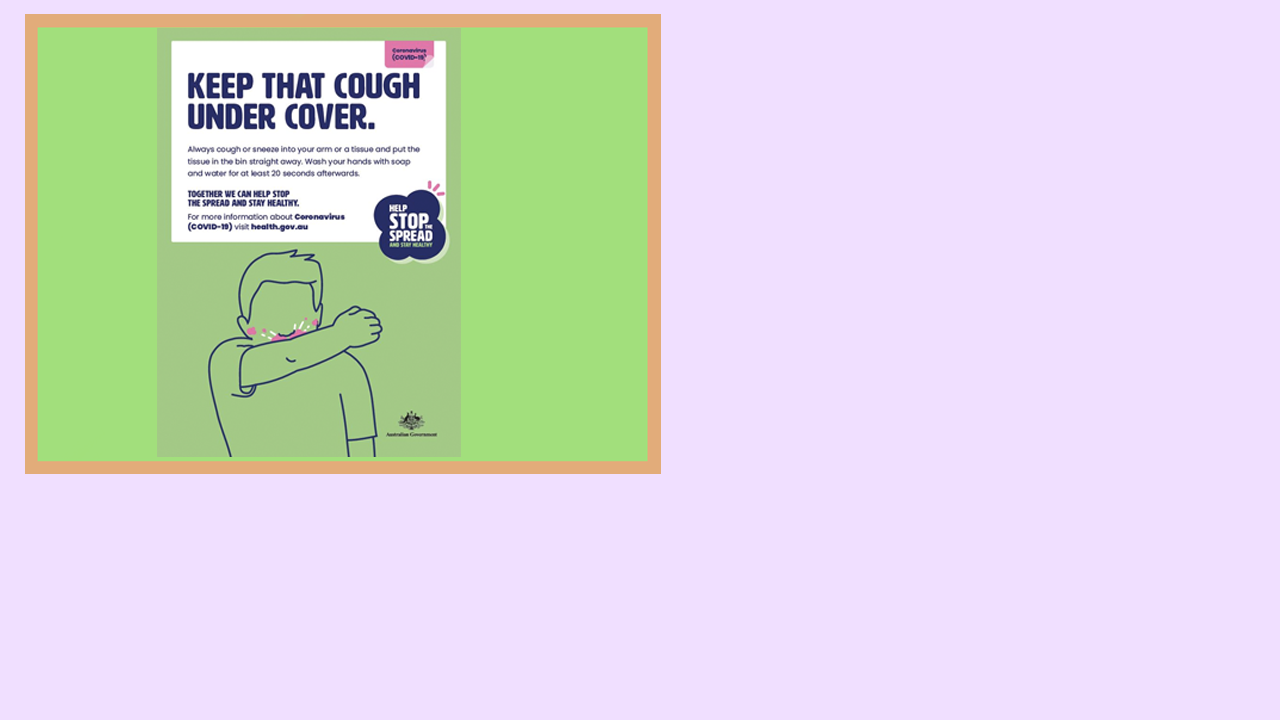 Coronavirus
(COVID-19)
KEEP THAT COUGH
UNDER COVER.
Always cough or sneeze into your arm or a tissue and put the
tissue in the bin straight away. Wash your hands with soap
and water for at least 20 seconds afterwards.
TOGETHER WE CAN HELP STOP
THE SPREAD AND STAY HEALTHY.
For more information about Coronavirus
(COVID-19) visit health.gov.au
HELP
STOP THE
SPREAD
AND STAY HEALTHY
Australian Government